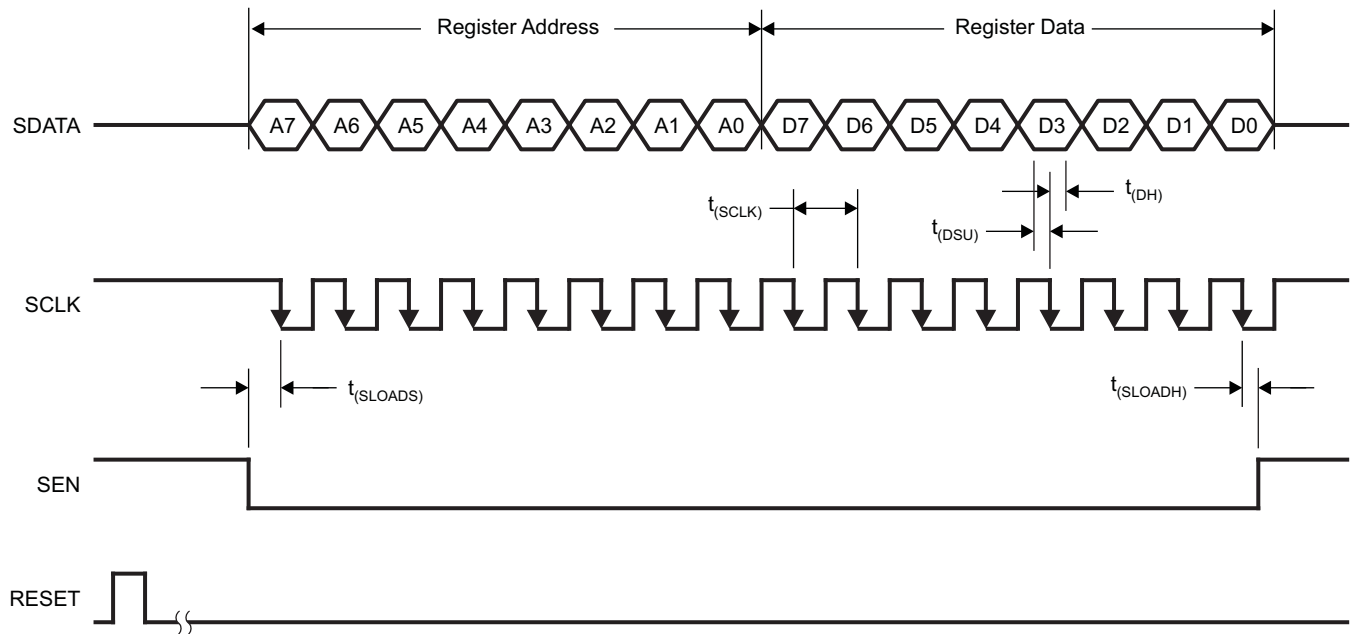 Register Address
Register Data
SDATA
A7 A6 A5 A4 A3 A2 A1 A0 D7 D6 D5 D4 D3 D2 D1 D0
t(DH)
t(SCLK)
t(DSU)
SCLK
t(SLOADS)
t(SLOADH)
SEN
RESET